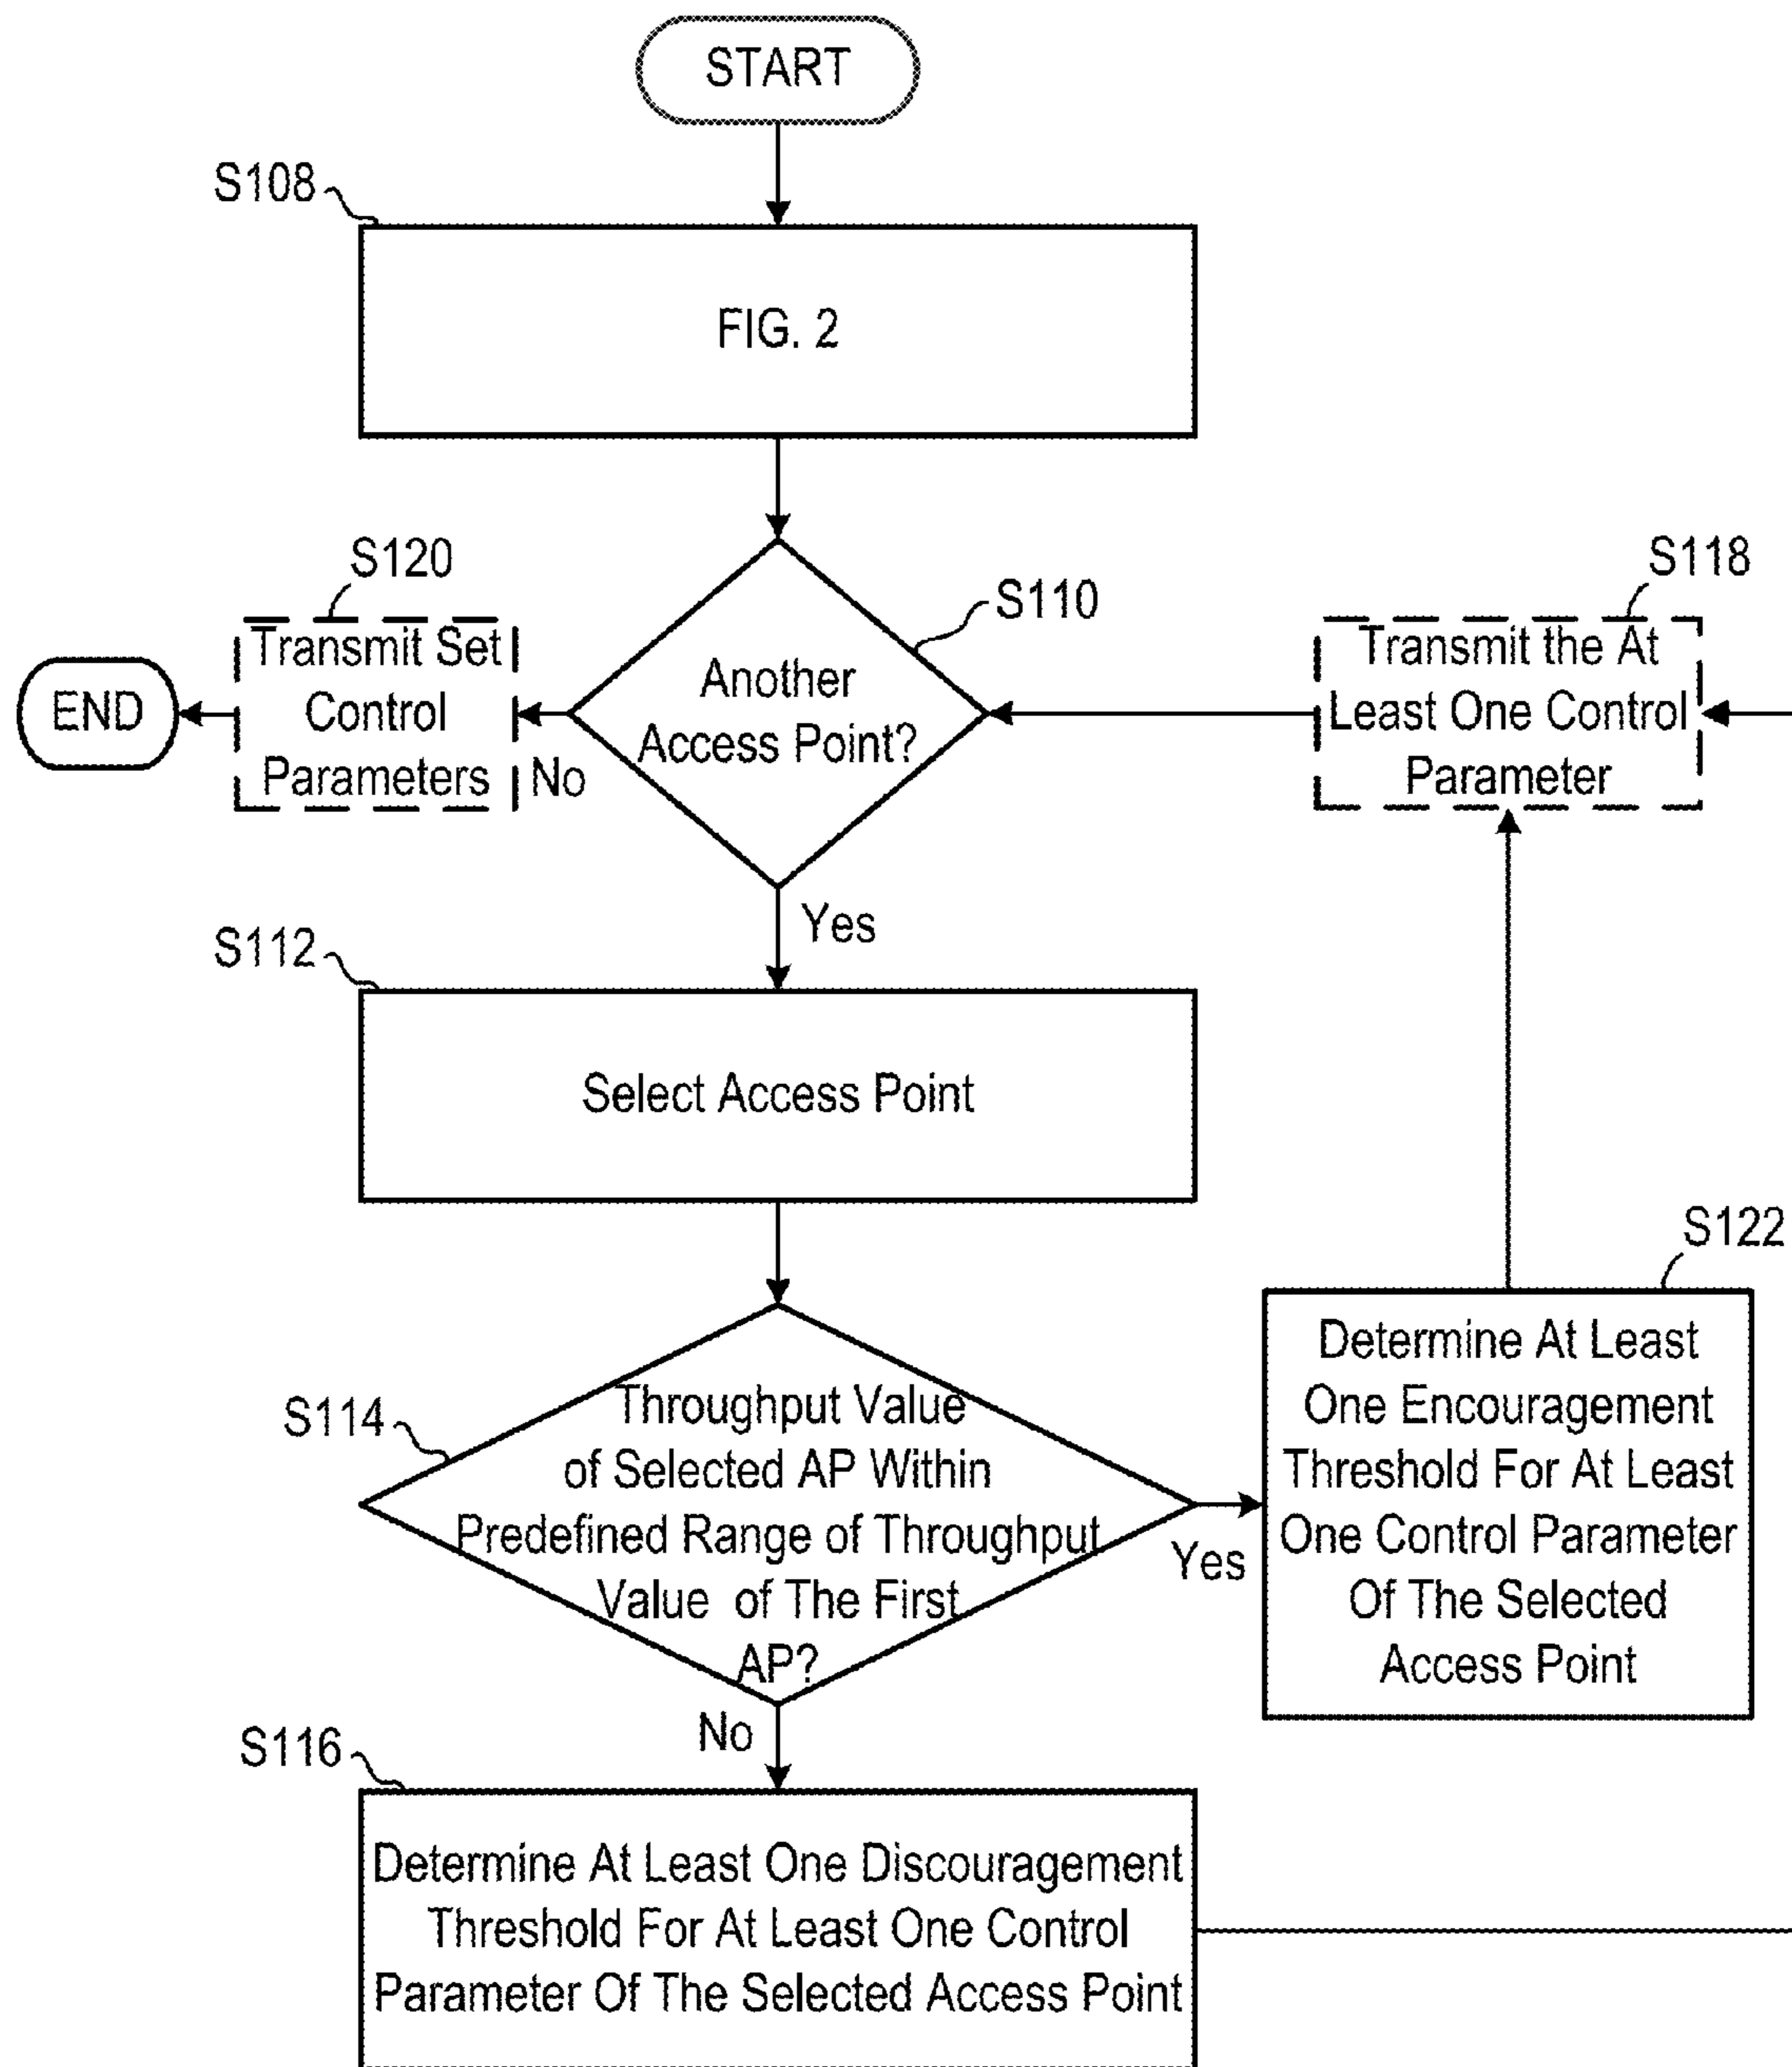 START
S108
FIG. 2
S120
S110
S118
Transmit Set
Control
Parameters
END
No
Another
Access Point?
Transmit the At
Least One Control
Parameter
Yes
S112
Select Access Point
S122
S114
Throughput Value
of Selected AP Within
Predefined Range of Throughput
Value of The First
AP?
Yes
Determine At Least
One Encouragement
Threshold For At Least
One Control Parameter
Of The Selected
Access Point
No
S116
Determine At Least One Discouragement
Threshold For At Least One Control
Parameter Of The Selected Access Point